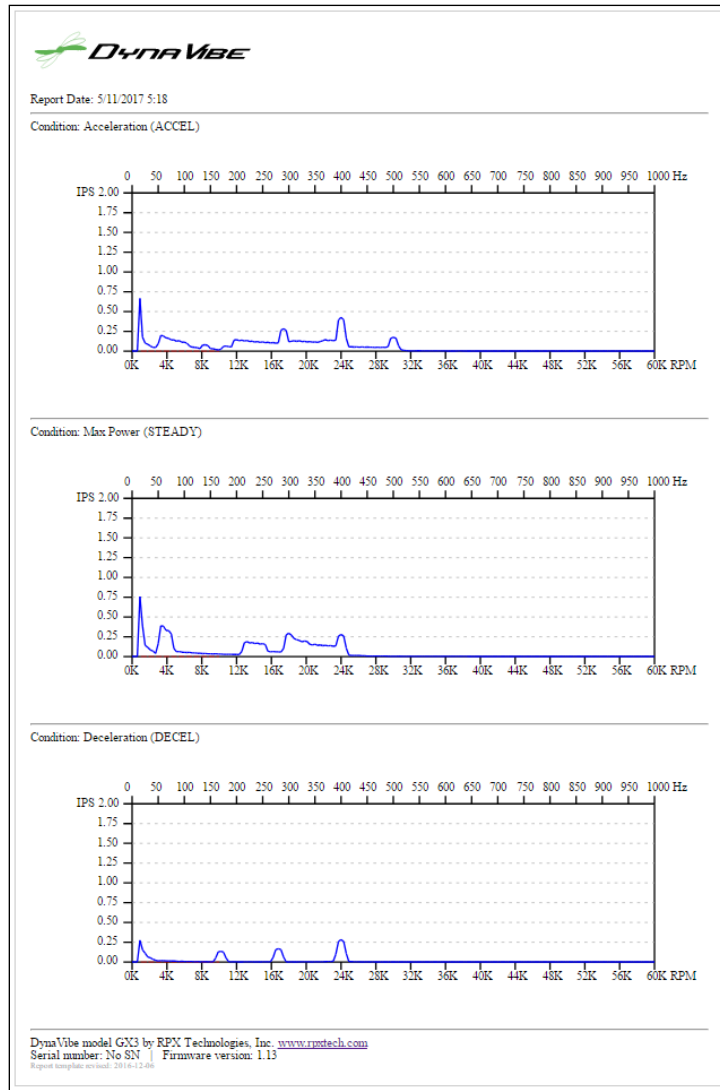 DYNAVIBE
Report Date: 5/11/2017 5:18
Condition: Acceleration (ACCEL)
0 50 100 150 200 250 300 350 400 450 500 550 600 650 700 750 800 850 900 950 1000 Hz
IPS 2.00
1.75
1.50
1.25
1.00
0.75
0.50
0.25
0.00
0K 4K 8K 12K 16K 20K 24K 28K 32K 36K 40K 44K 48K 52K 56K 60K RPM
Condition: Max Power (STEADY)
0 50 100 150 200 250 300 350 400 450 500 550 600 650 700 750 800 850 900 950 1000 Hz
IPS 2.00
1.75
1.50
1.25
1.00
0.75
0.50
0.25
0.00
0K 4K 8K 12K 16K 20K 24K 28K 32K 36K 40K 44K 48K 52K 56K 60K RPM
Condition: Deceleration (DECEL)
0 50 100 150 200 250 300 350 400 450 500 550 600 650 700 750 800 850 900 950 1000 Hz
IPS 2.00
1.75
1.50
1.25
1.00
0.75
0.50
0.25
0.00
0K 4K 8K 12K 16K 20K 24K 28K 32K 36K 40K 44K 48K 52K 56K 60K RPM
DynaVibe model GX3 by RPX Technologies, Inc. www.rpxtech.com
Serial number: No SN | Firmware version: 1.13
Report template revised: 2016-12-06